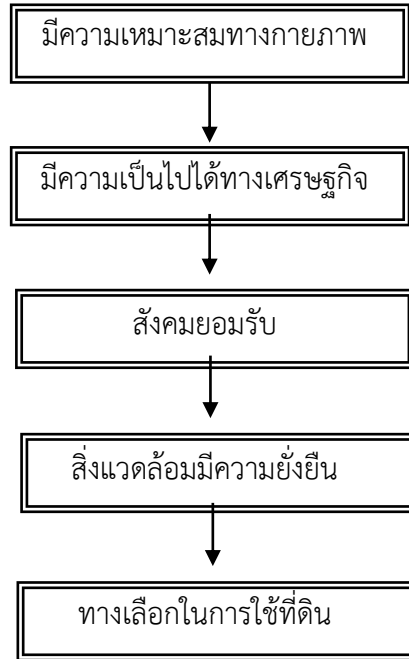 มีความเหมาะสมทางกายภาพ
มีความเป็นไปได้ทางเศรษฐกิจ
สังคมยอมรับ
สิ่งแวดล้อมมีความยั่งยืน
ทางเลือกในการใช้ที่ดิน